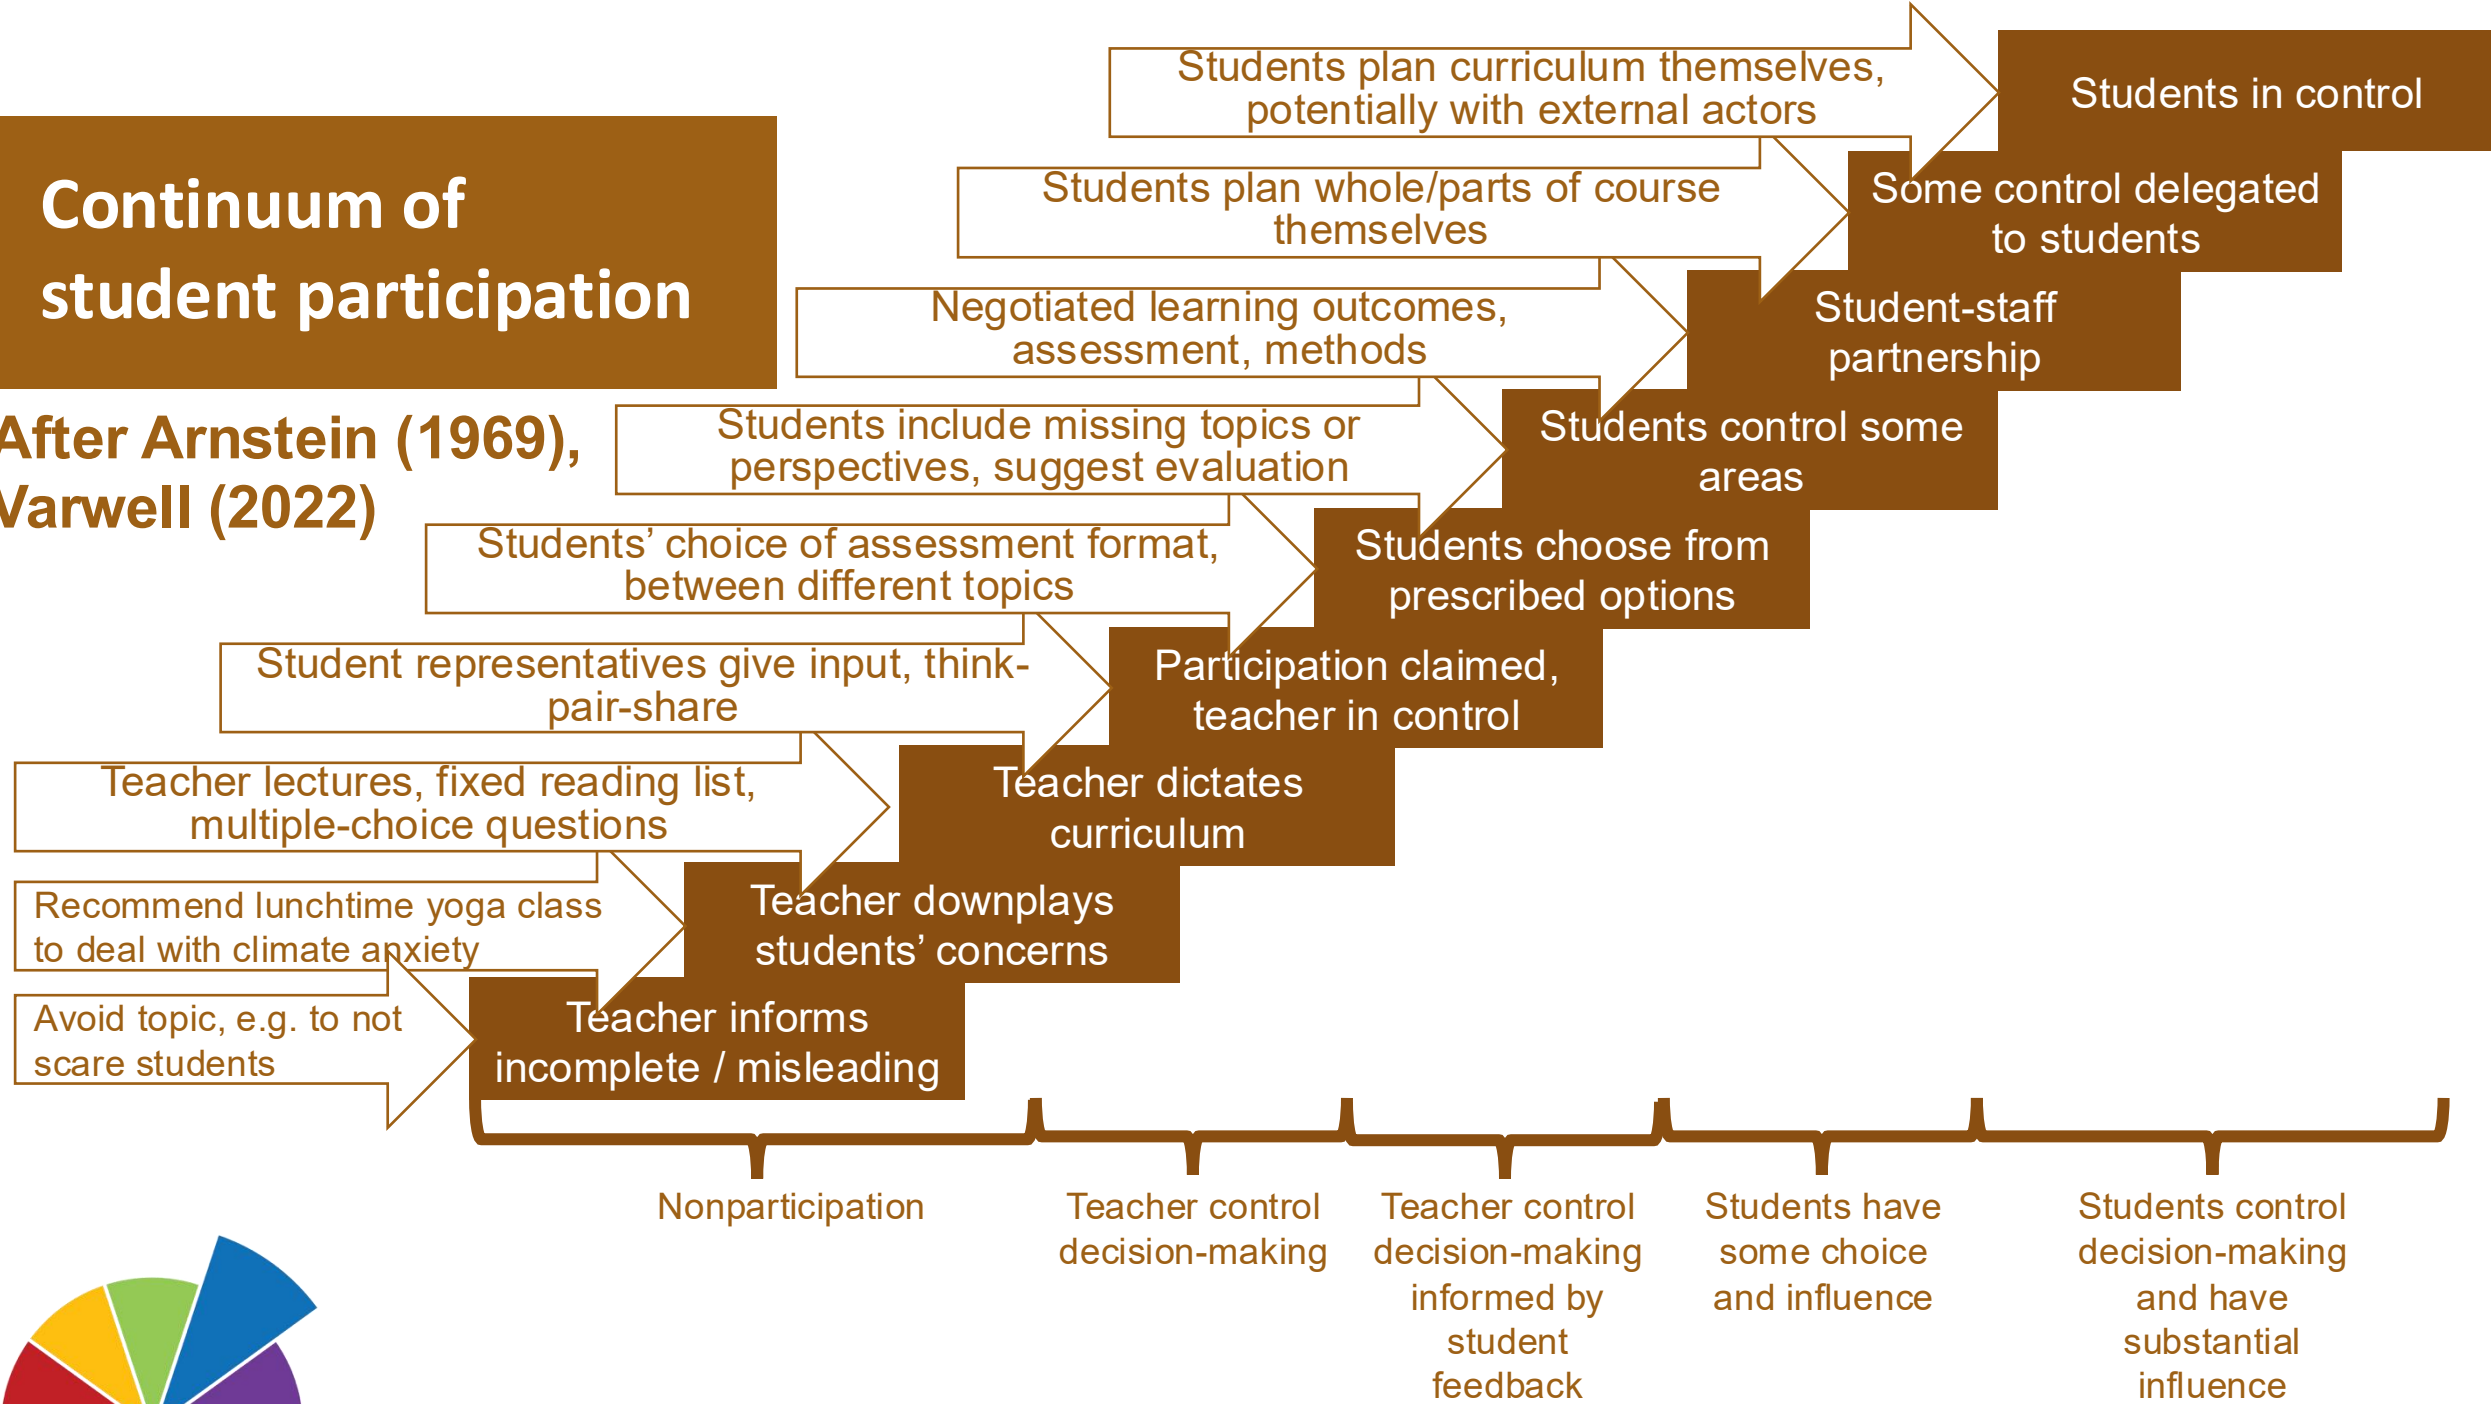 Continuum of
student participation
After Arnstein (1969),
Varwell (2022)
Students plan curriculum themselves,
potentially with external actors
Students in control
Students plan whole/parts of course
themselves
Some control delegated
to students
Negotiated learning outcomes,
assessment, methods
Student-staff
partnership
Students include missing topics or
perspectives, suggest evaluation
Students control some
areas
Students’ choice of assessment format,
between different topics
Students choose from
prescribed options
Student representatives give input, think-
pair-share
Participation claimed,
teacher in control
Teacher lectures, fixed reading list,
multiple-choice questions
Teacher dictates
curriculum
Recommend lunchtime yoga class
to deal with climate anxiety
Teacher downplays
students’ concerns
Avoid topic, e.g. to not
scare students
Teacher informs
incomplete / misleading
Nonparticipation
Teacher control
decision-making
Teacher control
decision-making
informed by
student
feedback
Students have
some choice
and influence
Students control
decision-making
and have
substantial
influence